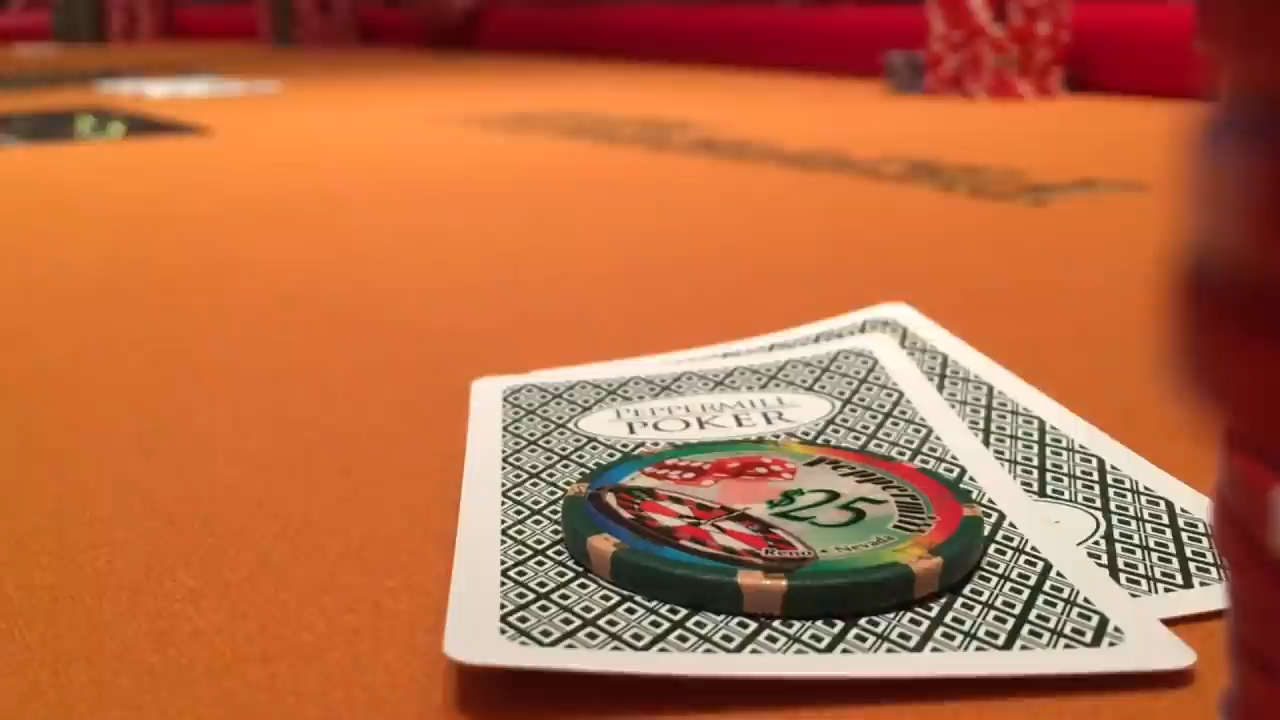 PEPPERMILL
POKER
peppermill
$25
Reno • Nevada